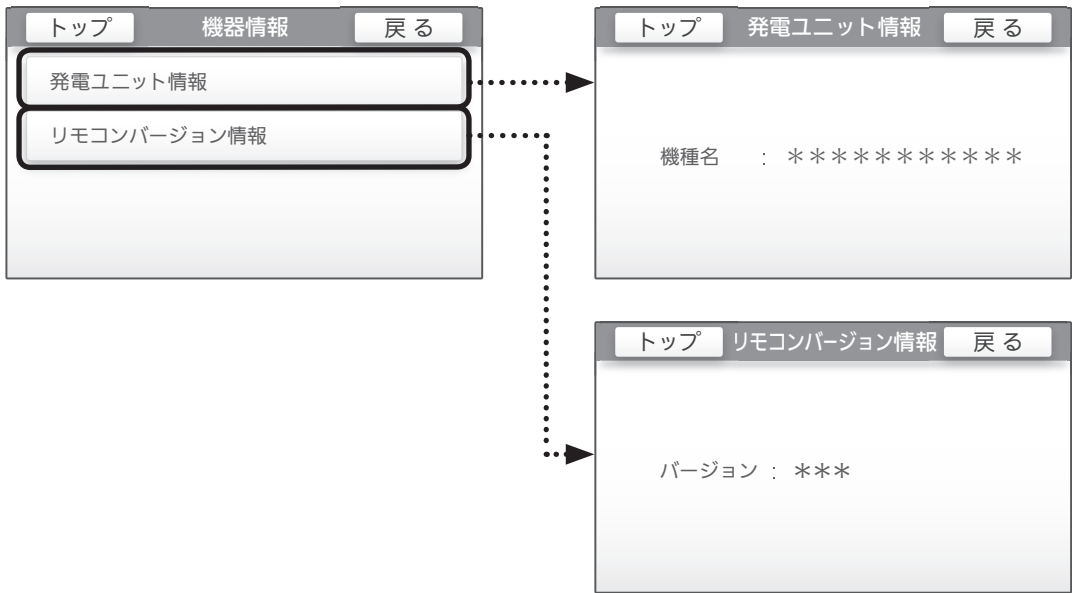 トップ 機器情報 戻る
発電ユニット情報
リモコンバージョン情報
トップ 発電ユニット情報 戻る
機種名 : ***********
トップ リモコンバージョン情報 戻る
バージョン : ***